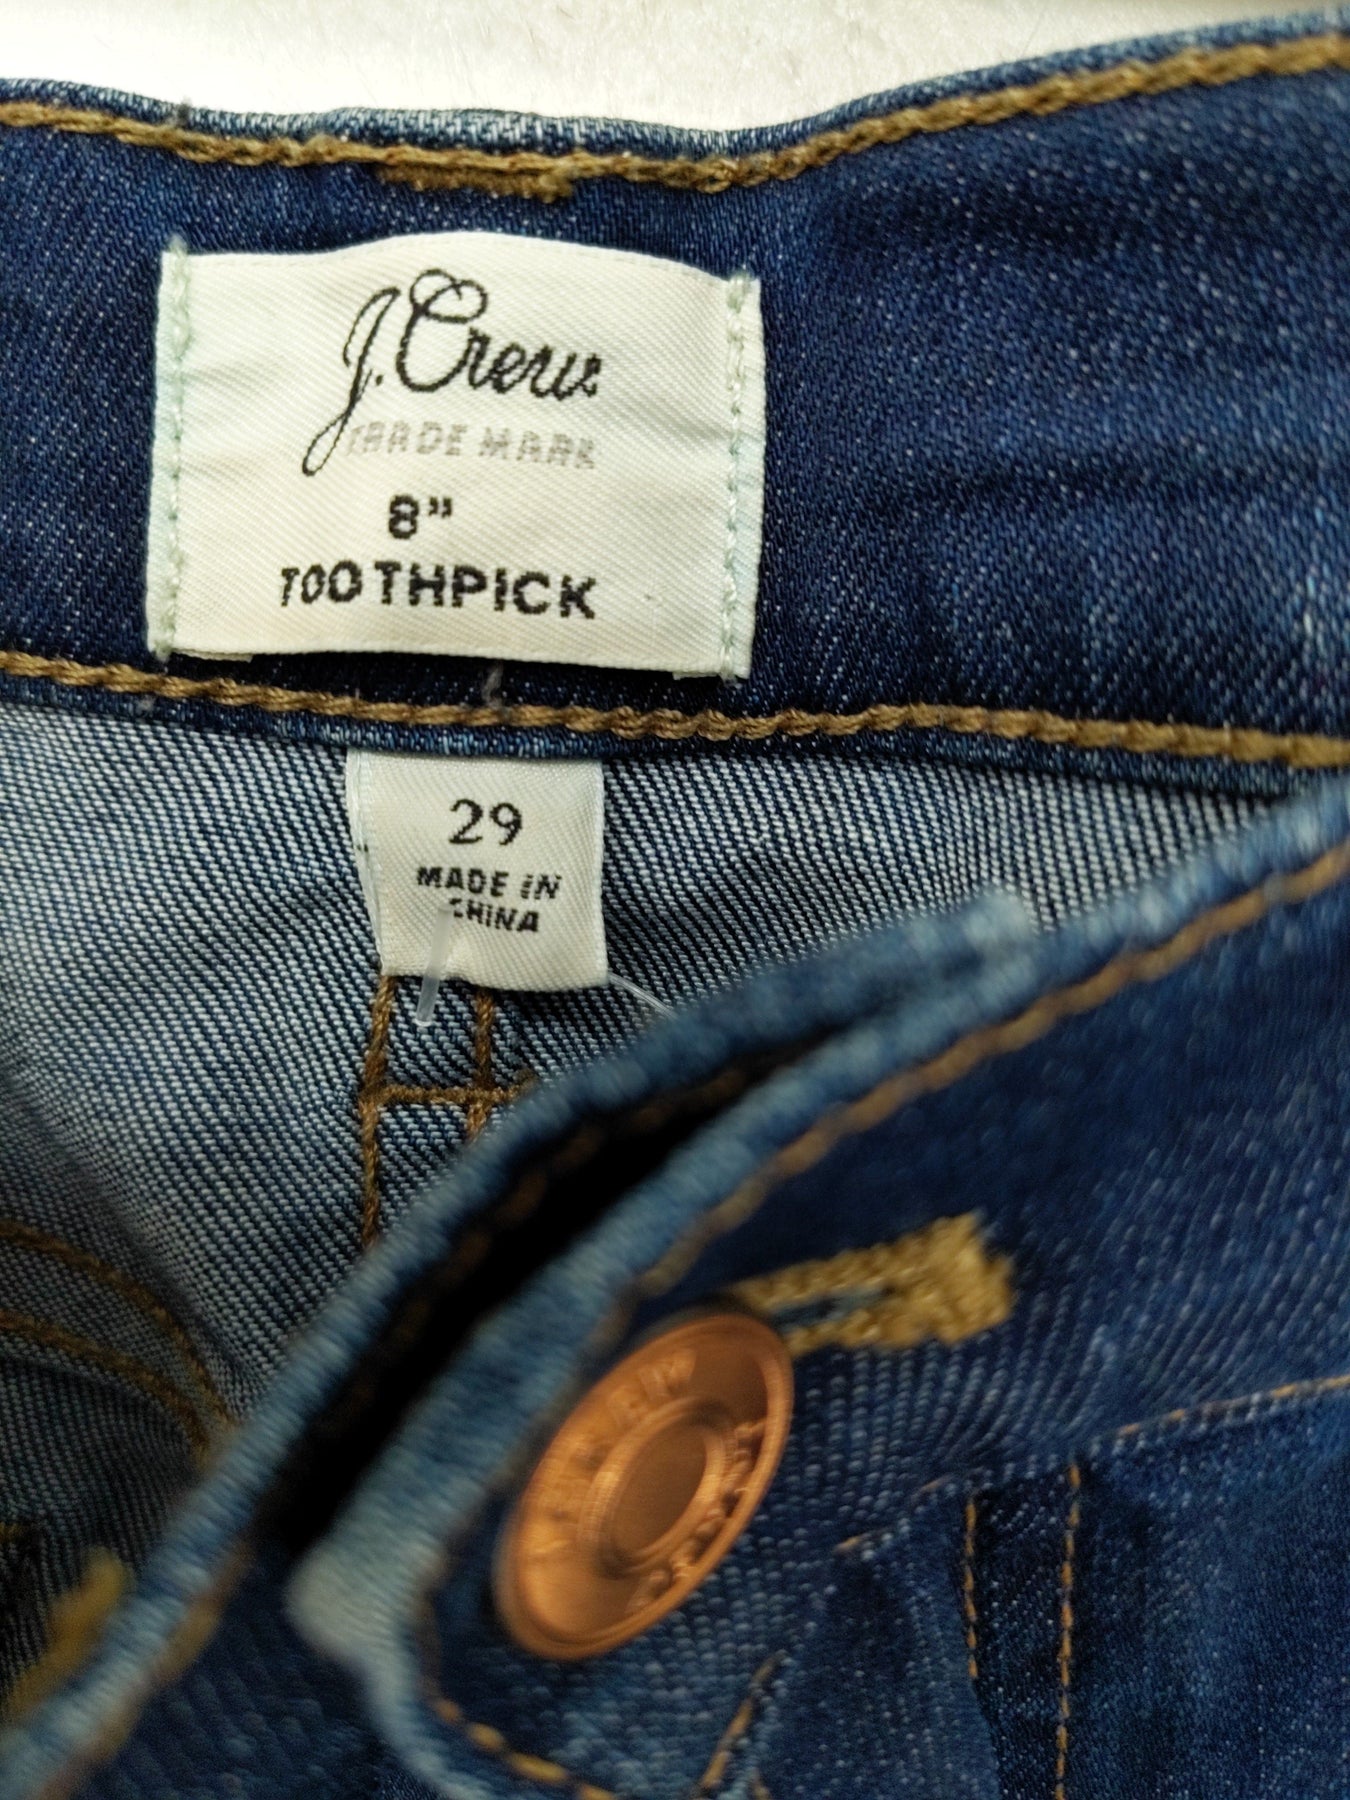 J.Crew
TRADE MARK
8"
TOOTHPICK
29
MADE IN
CHINA